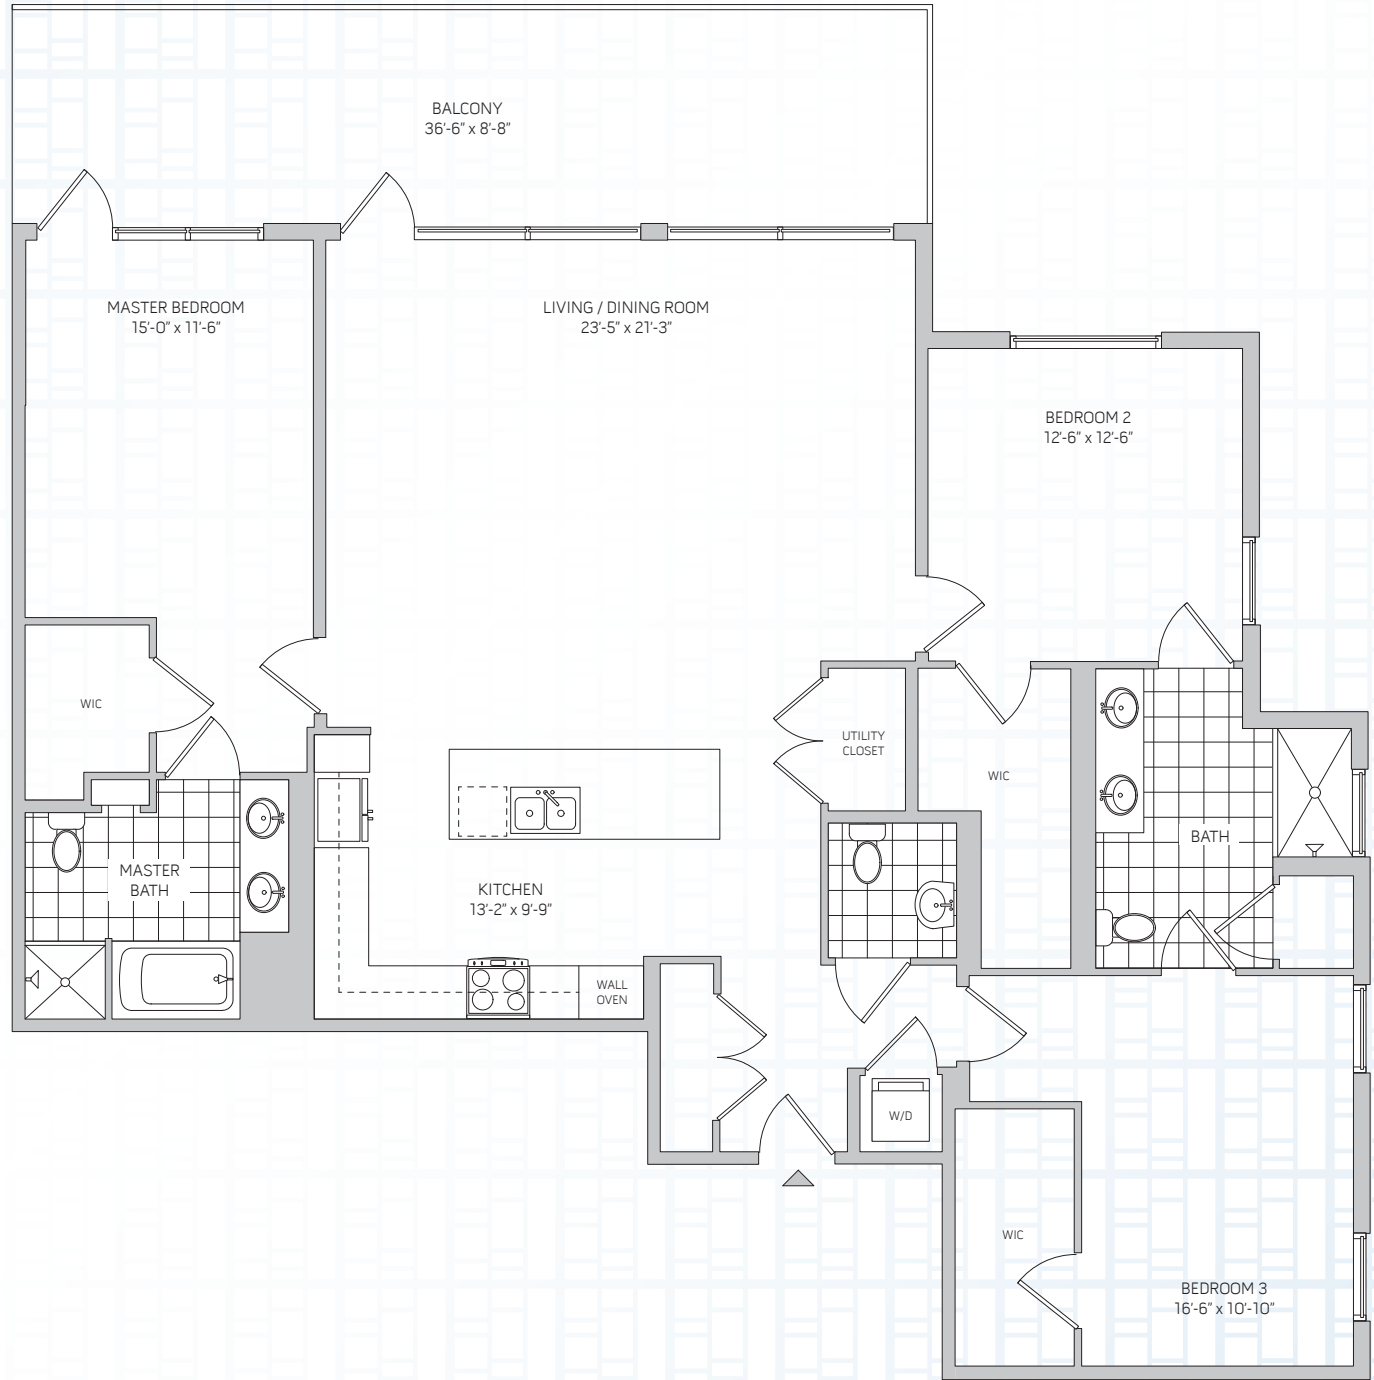 BALCONY
36'-6" x 8'-8"
MASTER BEDROOM
15'-0" x 11'-6"
LIVING / DINING ROOM
23'-5" x 21'-3"
BEDROOM 2
12'-6" x 12'-6"
WIC
UTILITY
CLOSET
WIC
BATH
MASTER
BATH
KITCHEN
13'-2" x 9'-9"
WALL
OVEN
W/D
WIC
BEDROOM 3
16'-6" x 10'-10"